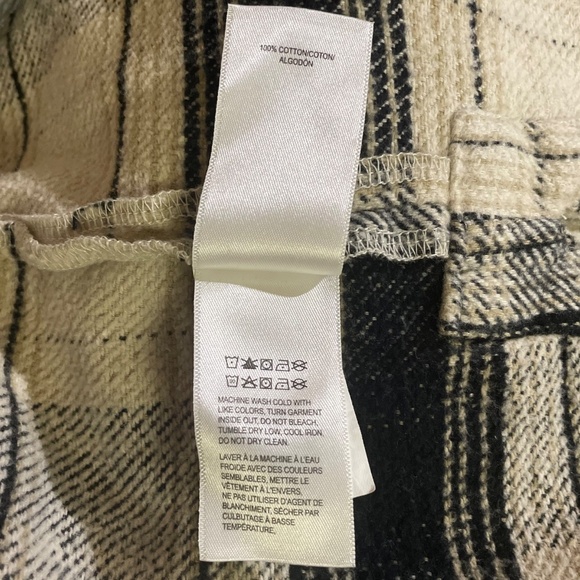 100% COTTON/COTON/
ALGODÓN
MACHINE WASH COLD WITH
LIKE COLORS, TURN GARMENT
INSIDE OUT, DO NOT BLEACH,
TUMBLE DRY LOW, COOL IRON,
DO NOT DRY CLEAN.
LAVER À LA MACHINE À L'EAU
FROIDE AVEC DES COULEURS
SEMBLABLES, METTRE LE
VÊTEMENT À L'ENVERS,
NE PAS UTILISER D'AGENT DE
BLANCHIMENT, SÉCHER PAR
CULBUTAGE À BASSE
TEMPÉRATURE,